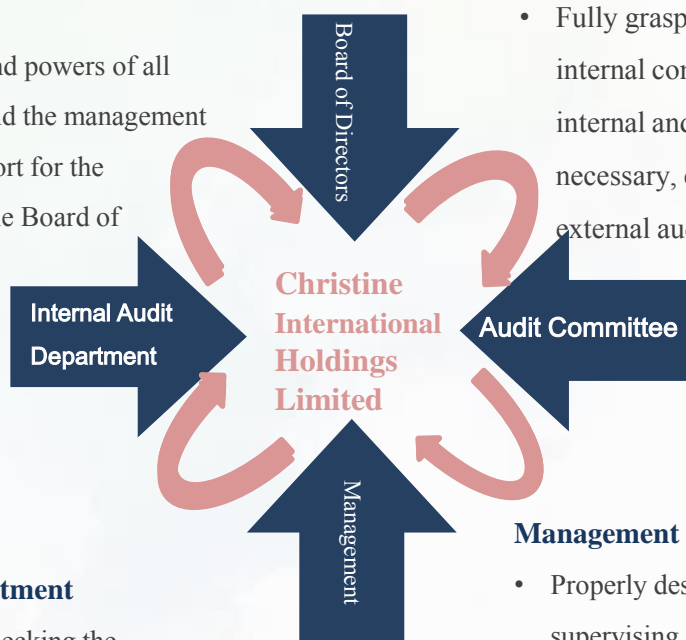 Board of Directors
• Fully grasp
internal con
internal and
necessary,
external au
nd powers of all
d the management
ort for the
e Board of
Internal Audit
Department
Christine
International
Holdings
Limited
Audit Committee
Management
Management
• Properly des
supervising
tment
ecking the